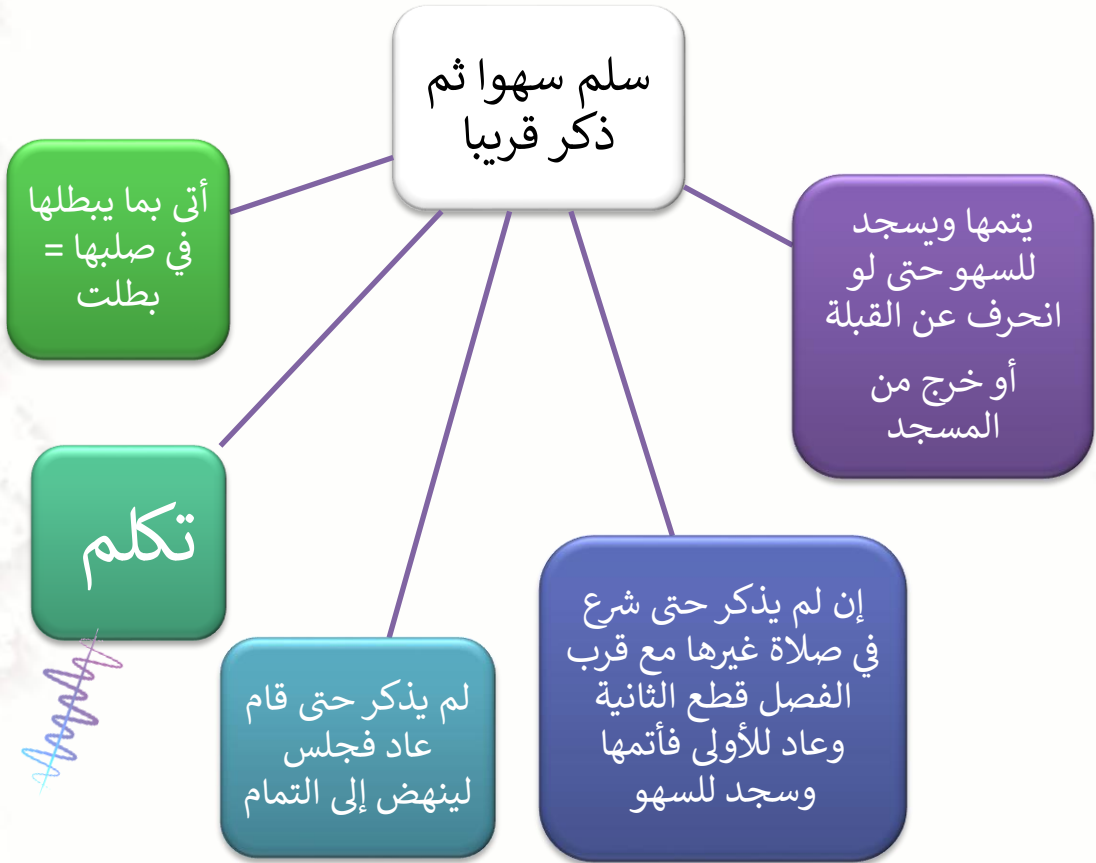 سلم سهوا ثم
ذكر قريبا
يتمها ويسجد
للسهو حتى لو
انحرف عن القبلة
أو خرج من
المسجد
إن لم يذكر حتى شرع
في صلاة غيرها مع قرب
الفصل قطع الثانية
وعاد للأولى فأتمها
وسجد للسهو
لم يذكر حتى قام
عاد فجلس
لينهض إلى التمام
تكلم
أتى بما يبطلها
في صلبها =
بطلت